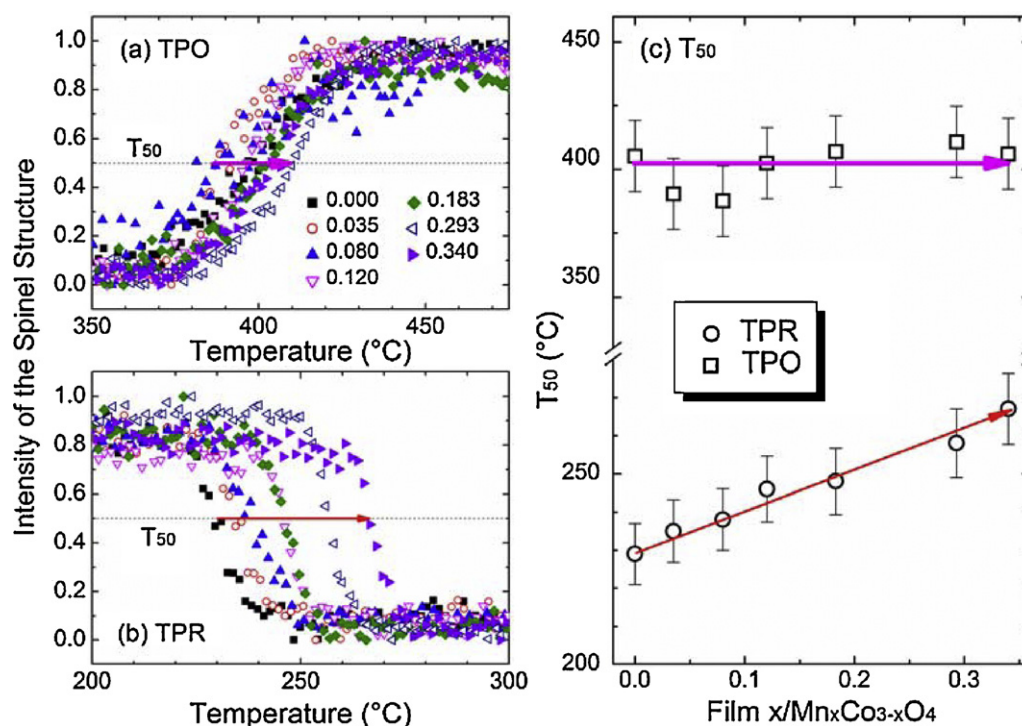 Intensity of the Spinel Structure
(a) TPO
1.0
0.8
0.6
0.4
0.2
0.0
T50
0.000
0.035
0.080
0.120
0.183
0.293
0.340
350
400
450
Temperature (°C)
1.0
0.8
0.6
0.4
0.2
0.0
T50
(b) TPR
200
250
300
Temperature (°C)
(c) T50
T50 (°C)
450
400
350
250
200
TPR
TPO
0.0
0.1
0.2
0.3
Film x/MnxCo3-xO4